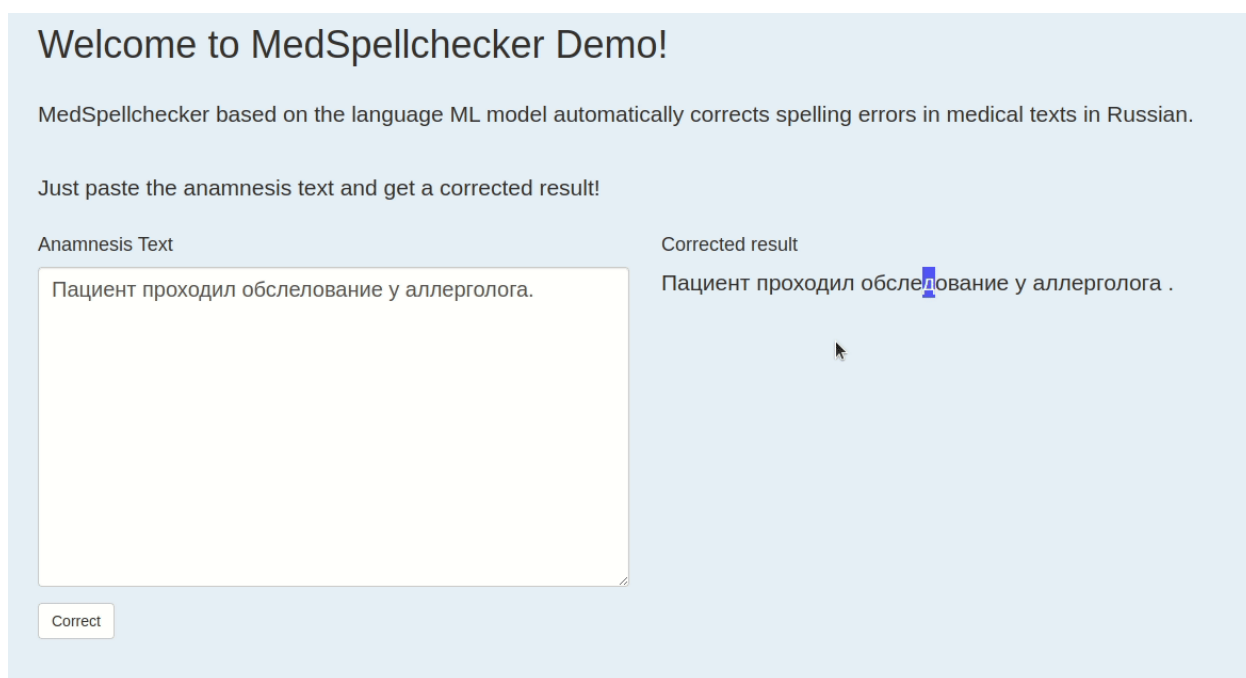 Welcome to MedSpellchecker Demo!
MedSpellchecker based on the language ML model automatically corrects spelling errors in medical texts in Russian.
Just paste the anamnesis text and get a corrected result!
Anamnesis Text
Пациент проходил обслелование у аллерголога.
Correct
Corrected result
Пациент проходил обследование у аллерголога .